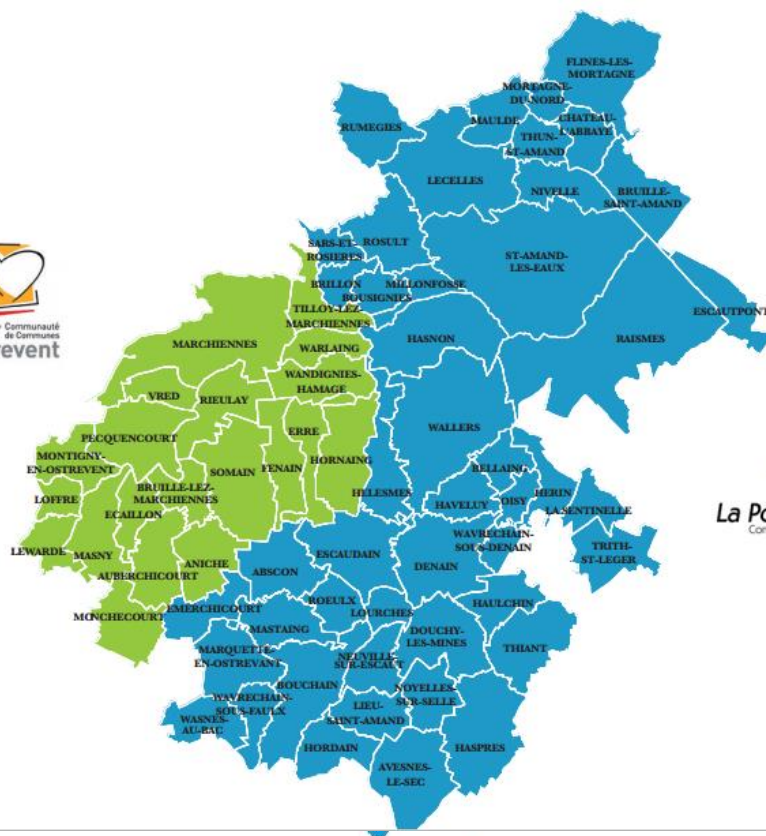 FLINES-LES-
MORTAGNE
MORTAGNE-
DU-NORD
RUMEGIES
MAULDE
CHATEAU-
L'ABBAYE
THUN-
ST-AMAND
LECELLES
NIVELLE
BRUILLE-
SAINT-AMAND
SARS-ET-
ROSIERES
ROSULT
ST-AMAND-
LES-EAUX
BRILLON
MILLONFOSSE
BOUSIGNIES
ESCAUTPONT
TILLOY-LEZ-
MARCHIENNES
Communauté
de Communes
MARCHIENNES
WARLAING
HASNON
RAISMES
WANDIGNIES-
HAMAGE
VRED
RIEULAY
WALLERS
PECQUENCOURT
ERRE
MONTIGNY-
EN-OSTREVENT
SOMAIN
FENAIN
HORNAING
BELLAING
BRUILLE-LEZ-
MARCHIENNES
LOFFRE
HELESMES
HAVELUY
OISY
HERIN
ECAILLON
LA SENTINELLE
La Po
LEWARDE
MASNY
ESCAUDAIN
WAVRECHAIN-
SOUS-DENAIN
TRITH-
ST-LEGER
AUBERCHICOURT
ANICHE
ABSCON
DENAIN
MONCHECOURT
EMERCHICOURT
ROEULX
LOURCHES
HAULCHIN
MASTAING
DOUCHY-
LES-MINES
THIANT
MARQUETTE-
EN-OSTREVANT
NEUVILLE-
SUR-ESCAUT
BOUCHAIN
NOYELLES-
SUR-SELLE
WAVRECHAIN-
SOUS-FAULX
LIEU-
SAINT-AMAND
WASNES-
AU-BAC
HORDAIN
HASPRES
AVESNES-
LE-SEC